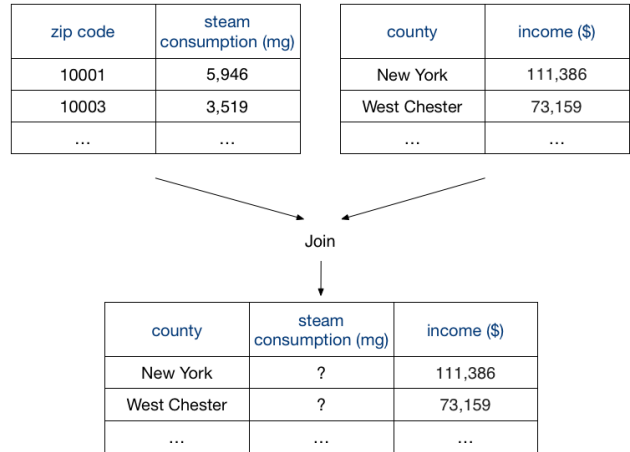 zip code
steam
consumption (mg)
10001
5,946
10003
3,519
...
...
county
income ($)
New York
111,386
West Chester
73,159
...
...
Join
county
steam
consumption (mg)
income ($)
New York
?
111,386
West Chester
?
73,159
...
...
...